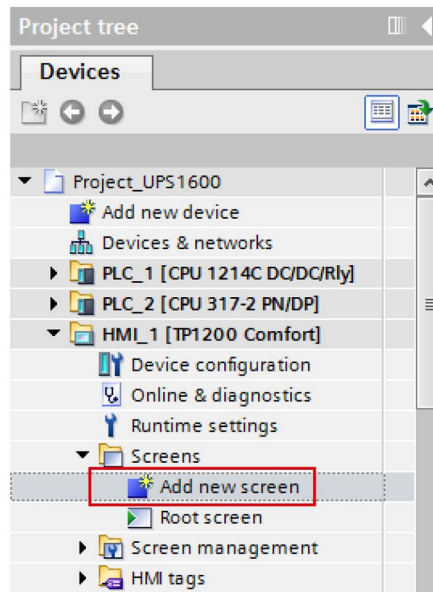 Project tree
Devices
Project_UPS1600
Add new device
Devices & networks
PLC_1 [CPU 1214C DC/DC/Rly]
PLC_2 [CPU 317-2 PN/DP]
HMI_1 [TP1200 Comfort]
Device configuration
Online & diagnostics
Runtime settings
Screens
Add new screen
Root screen
Screen management
HMI tags